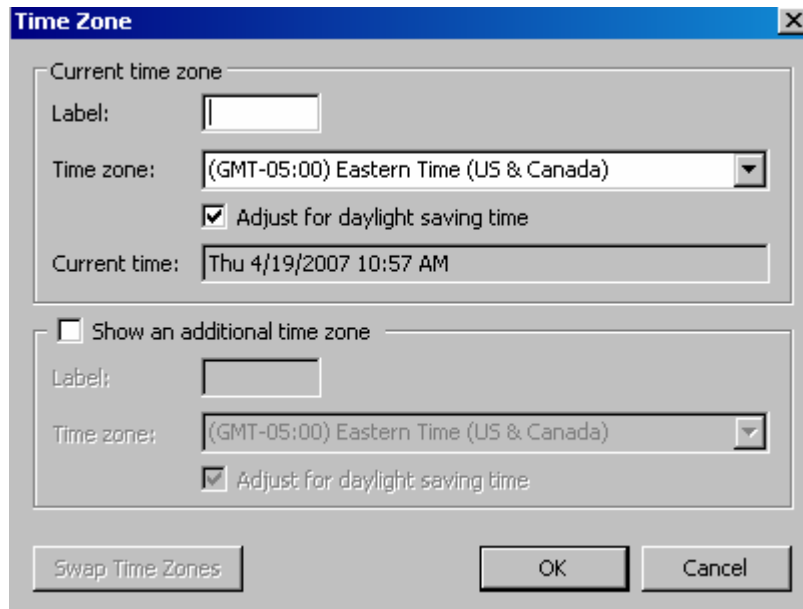 Time Zone
Current time zone
Label:
Time zone: (GMT-05:00) Eastern Time (US & Canada)
Adjust for daylight saving time
Current time: Thu 4/19/2007 10:57 AM
Show an additional time zone
Label:
Time zone: (GMT-05:00) Eastern Time (US & Canada)
Adjust for daylight saving time
Swap Time Zones OK Cancel